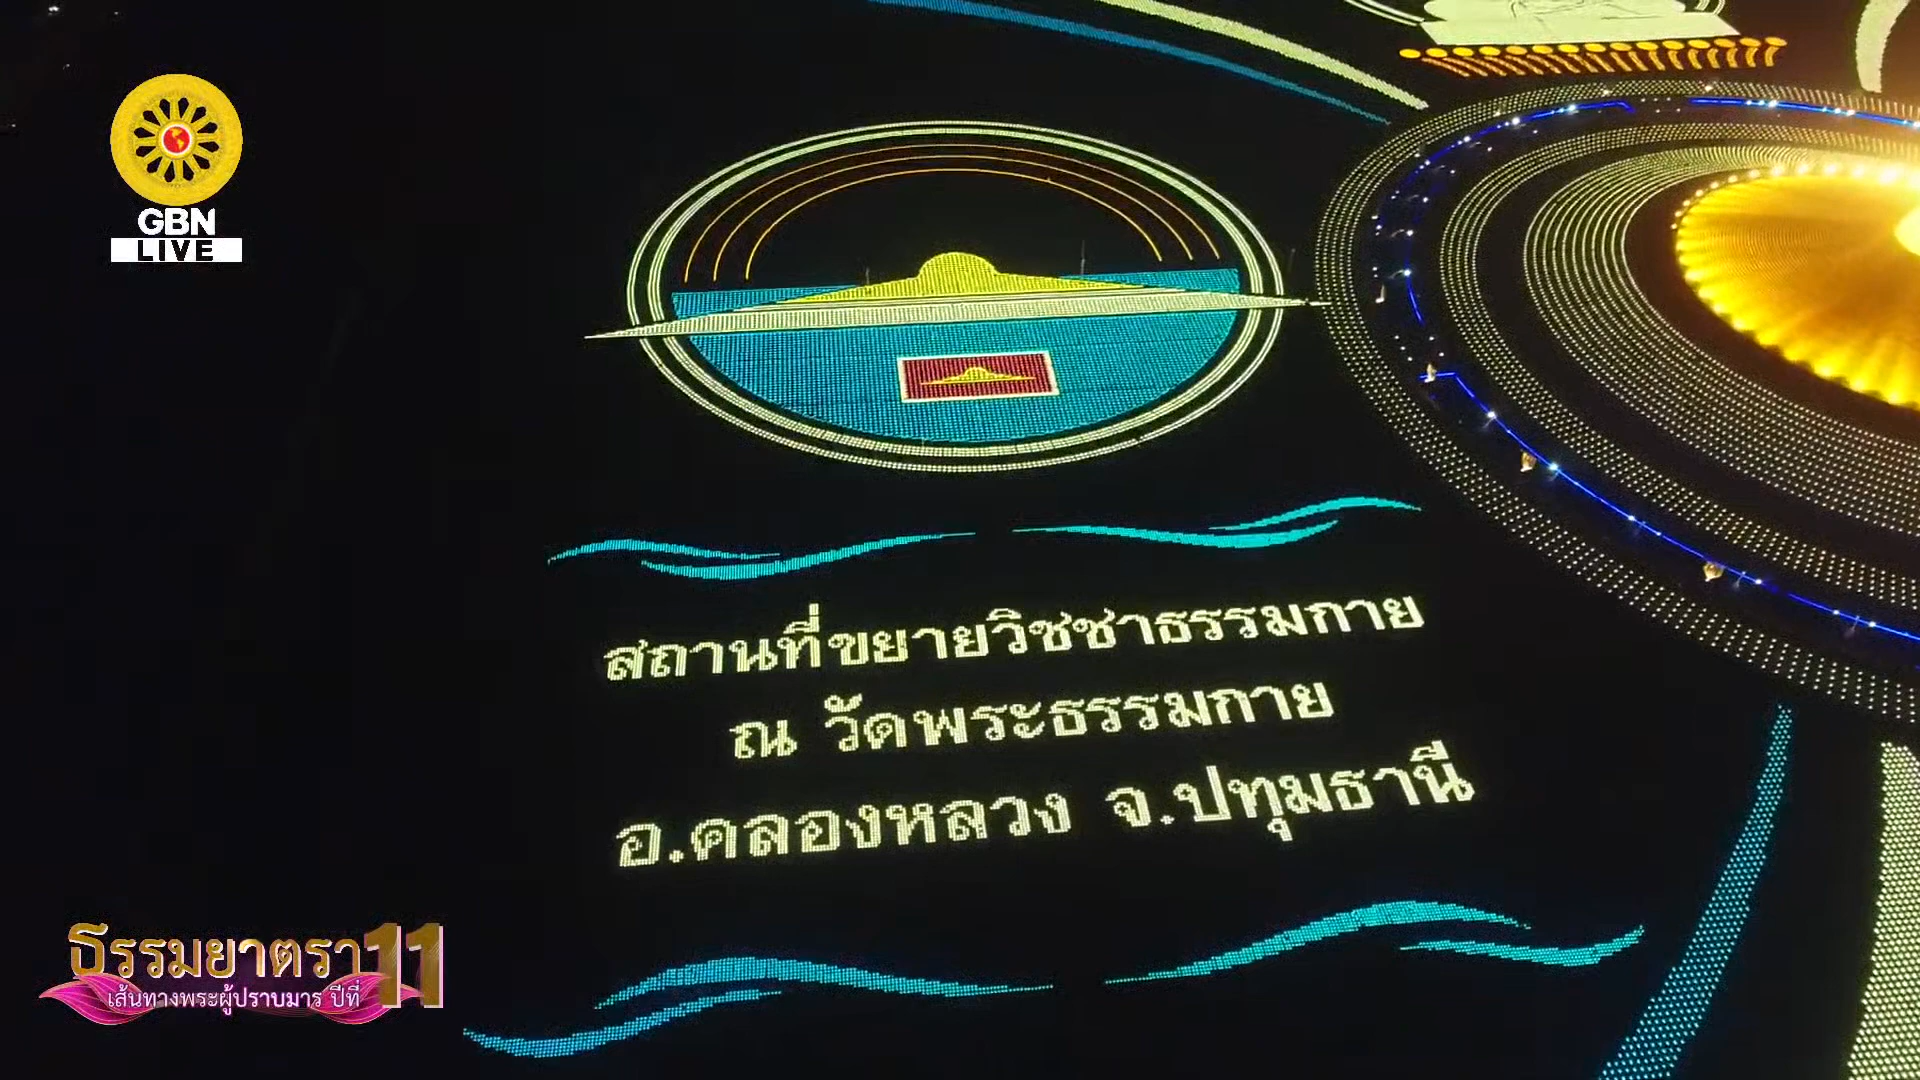 GBN
LIVE
สถานที่ขยายวิชชาธรรมกาย
ณ วัดพระธรรมกาย
อ.คลองหลวง จ.ปทุมธานี
ธรรมยาตรา 11
เส้นทางพระผู้ปราบมาร ปีที่